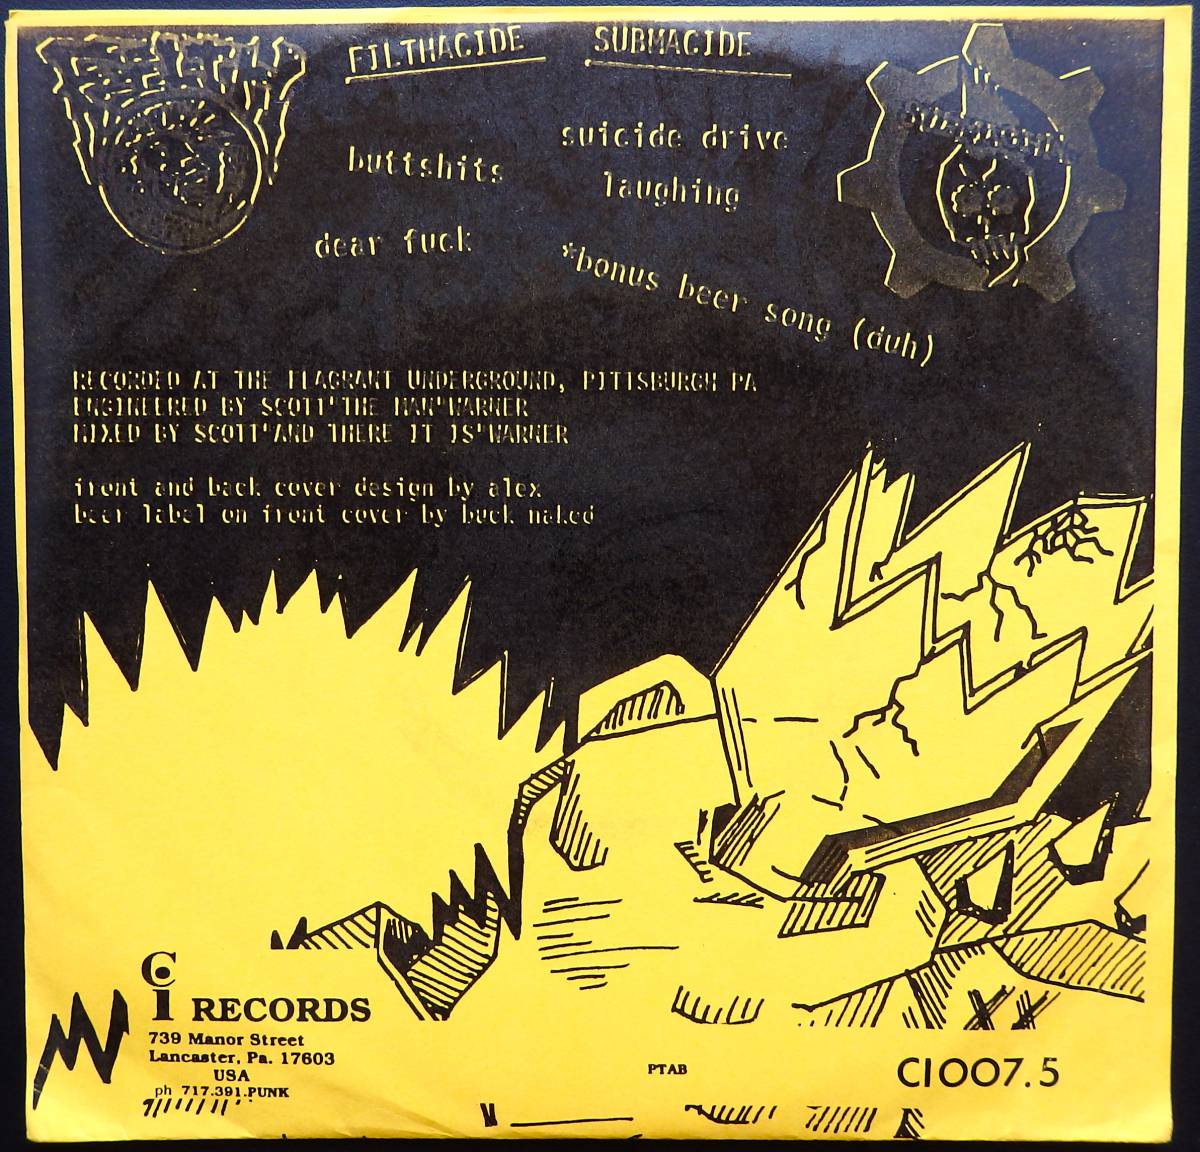 FILTHACIDE
buttshits
dear fuck
SUBMACIDE
suicide drive
laughing
*bonus beer song (duh)
RECORDED AT THE FLAGRANT UNDERGROUND, PITTSBURGH PA
ENGINEERED BY SCOTT"THE MAN"WARNER
MIXED BY SCOTT"AND THERE IT IS"WARNER
front and back cover design by alex
beer label on front cover by buck naked
Ci RECORDS
739 Manor Street
Lancaster, Pa. 17603
USA
ph 717.391.PUNK
PTAB
CI007.5